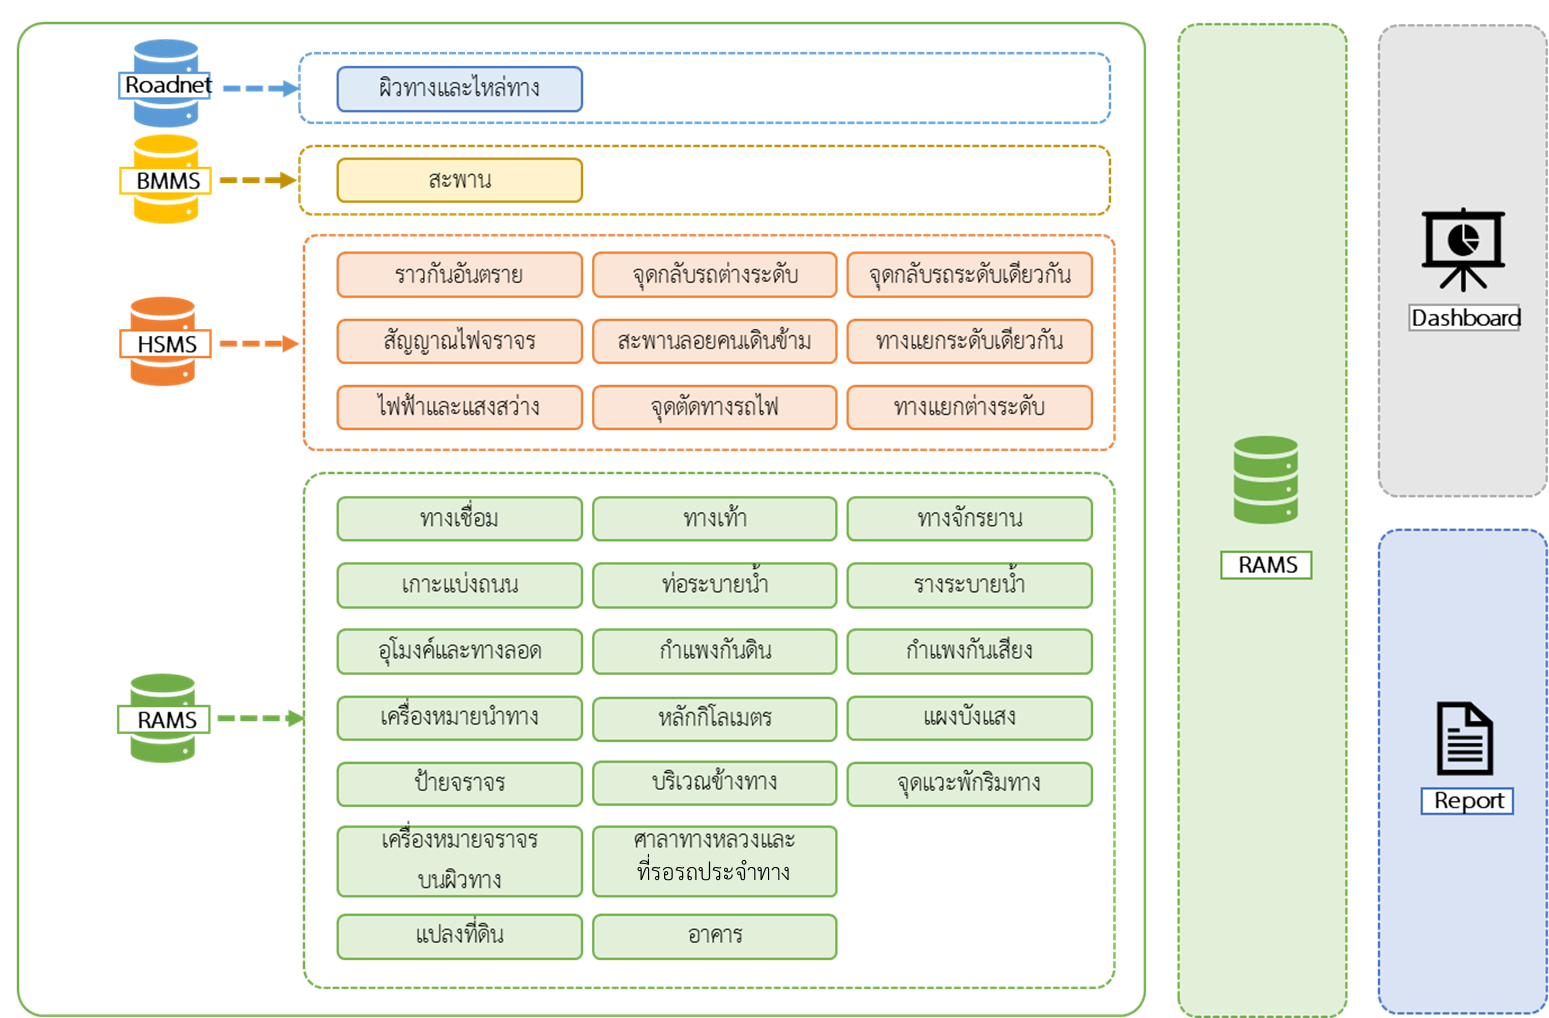 Roadnet
ผิวทางและไหล่ทาง
BMMS
สะพาน
HSMS
ราวกันอันตราย
จุดกลับรถต่างระดับ
จุดกลับรถระดับเดียวกัน
สัญญาณไฟจราจร
สะพานลอยคนเดินข้าม
ทางแยกระดับเดียวกัน
ไฟฟ้าและแสงสว่าง
จุดตัดทางรถไฟ
ทางแยกต่างระดับ
RAMS
ทางเชื่อม
ทางเท้า
ทางจักรยาน
เกาะแบ่งถนน
ท่อระบายน้ำ
รางระบายน้ำ
อุโมงค์และทางลอด
กำแพงกันดิน
กำแพงกันเสียง
เครื่องหมายนำทาง
หลักกิโลเมตร
แผงบังแสง
ป้ายจราจร
บริเวณข้างทาง
จุดแวะพักริมทาง
เครื่องหมายจราจร
บนผิวทาง
ศาลาทางหลวงและ
ที่รอรถประจำทาง
แปลงที่ดิน
อาคาร
RAMS
Dashboard
Report